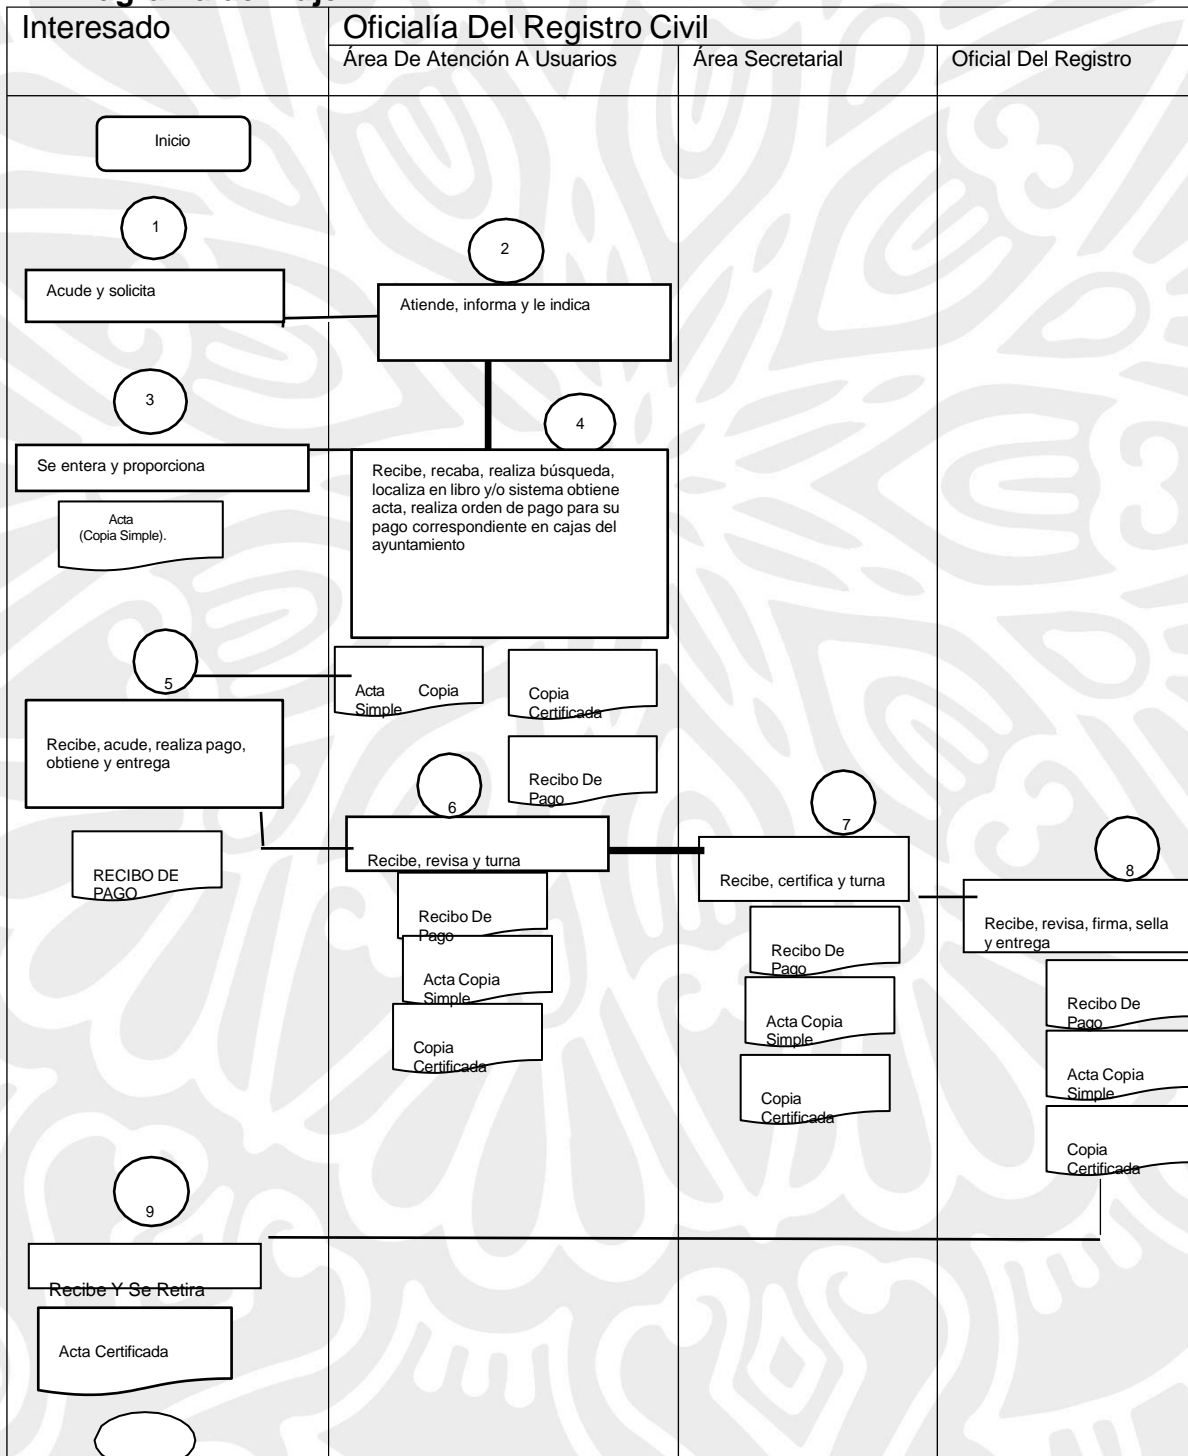 Interesado
Oficialía Del Registro Civil
Área De Atención A Usuarios
Área Secretarial
Oficial Del Registro
Inicio
1
2
Acude y solicita
Atiende, informa y le indica
3
4
Se entera y proporciona
Acta
(Copia Simple).
Recibe, recaba, realiza búsqueda,
localiza en libro y/o sistema obtiene
acta, realiza orden de pago para su
pago correspondiente en cajas del
ayuntamiento
5
Acta Copia
Simple
Copia
Certificada
Recibe, acude, realiza pago,
obtiene y entrega
Recibo De
Pago
6
7
8
RECIBO DE
PAGO
Recibe, revisa y turna
Recibe, certifica y turna
Recibe, revisa, firma, sella
y entrega
Recibo De
Pago
Acta Copia
Simple
Copia
Certificada
Recibo De
Pago
Acta Copia
Simple
Copia
Certificada
Recibo De
Pago
Acta Copia
Simple
Copia
Certificada
9
Recibe Y Se Retira
Acta Certificada